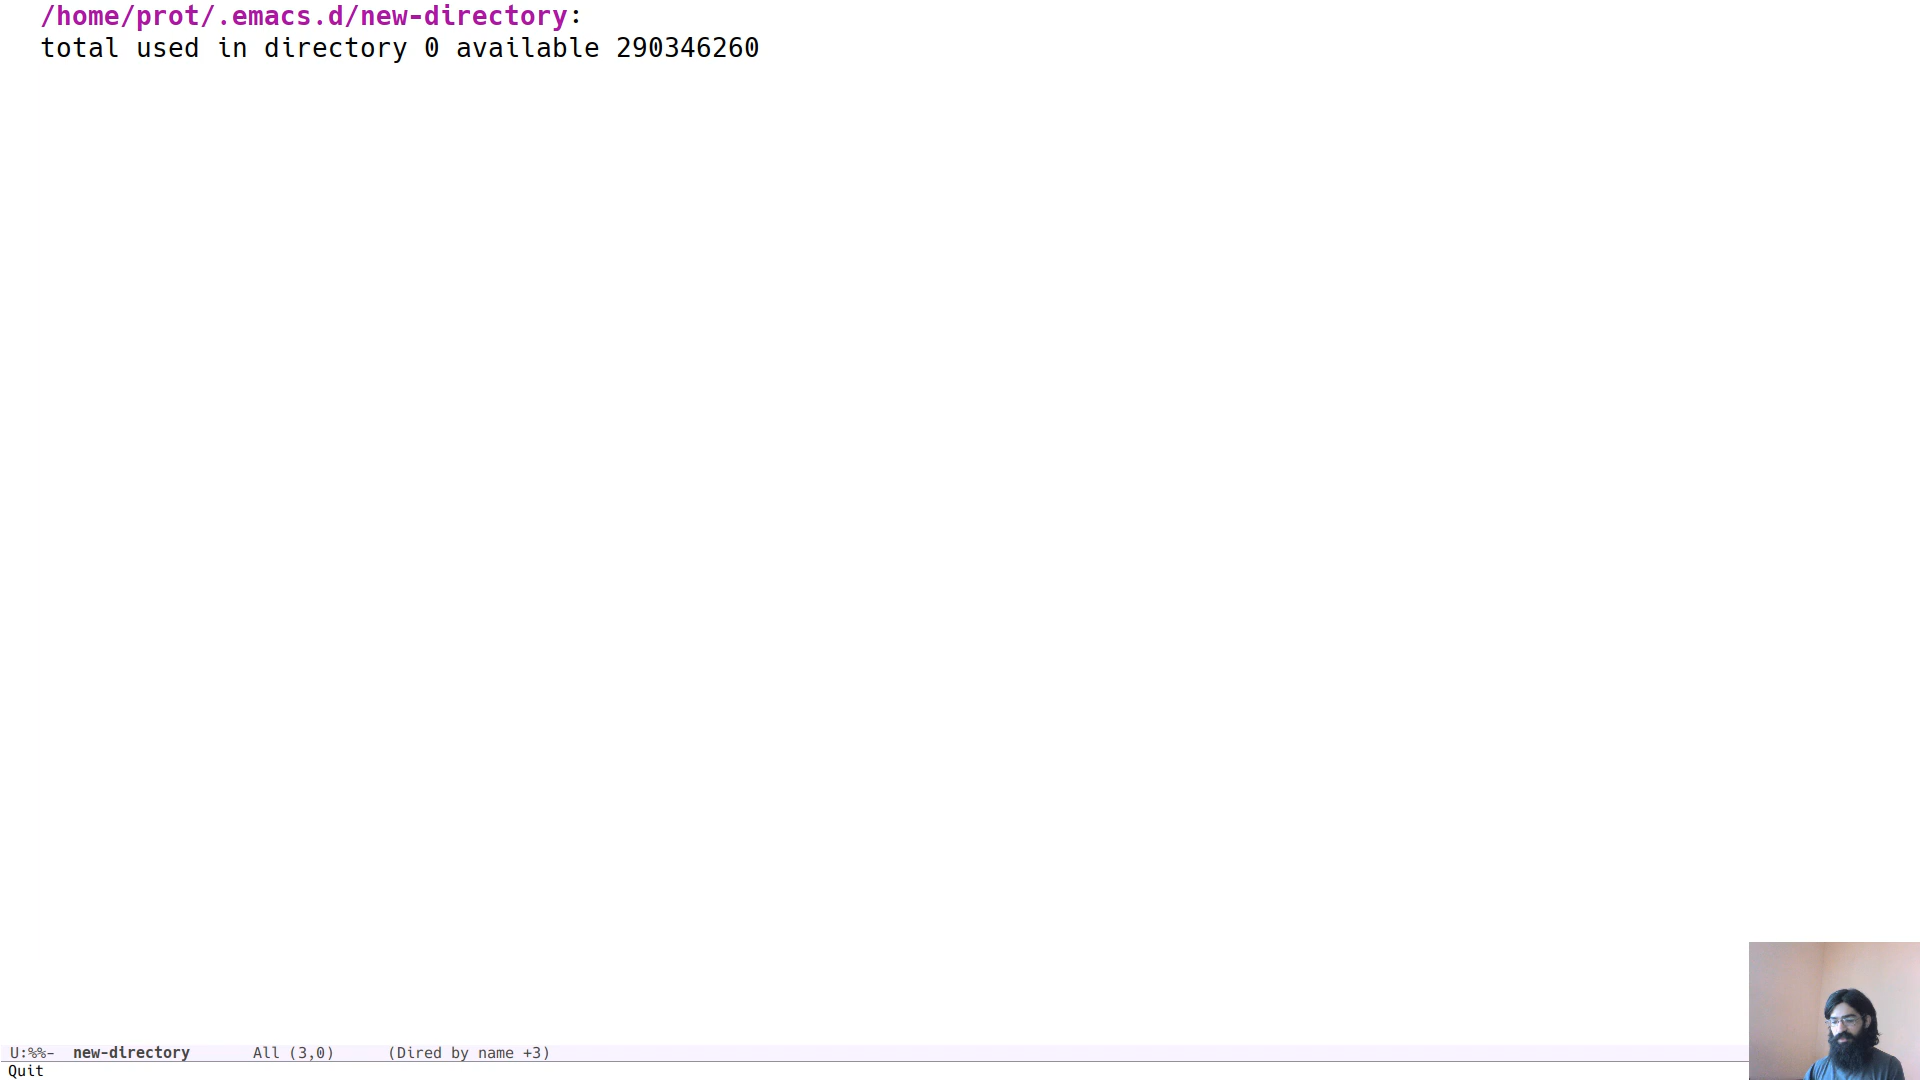 /home/prot/.emacs.d/new-directory:
total used in directory 0 available 290346260
U:%%-  new-directory       All (3,0)      (Dired by name +3)
Quit